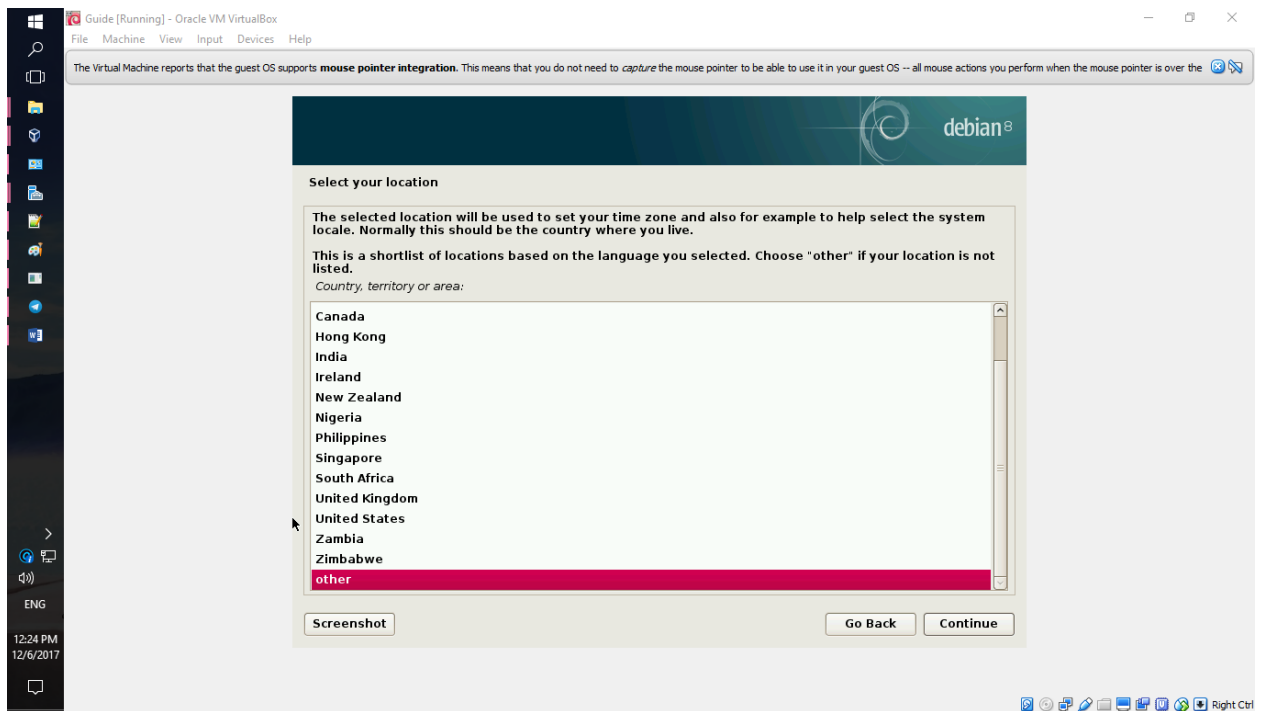 Guide [Running] - Oracle VM VirtualBox
File Machine View Input Devices Help
The Virtual Machine reports that the guest OS supports mouse pointer integration. This means that you do not need to capture the mouse pointer to be able to use it in your guest OS -- all mouse actions you perform when the mouse pointer is over the
debian 8
Select your location
The selected location will be used to set your time zone and also for example to help select the system
locale. Normally this should be the country where you live.
This is a shortlist of locations based on the language you selected. Choose "other" if your location is not
listed.
Country, territory or area:
Canada
Hong Kong
India
Ireland
New Zealand
Nigeria
Philippines
Singapore
South Africa
United Kingdom
United States
Zambia
Zimbabwe
other
Screenshot Go Back Continue
ENG
12:24 PM
12/6/2017
Right Ctrl